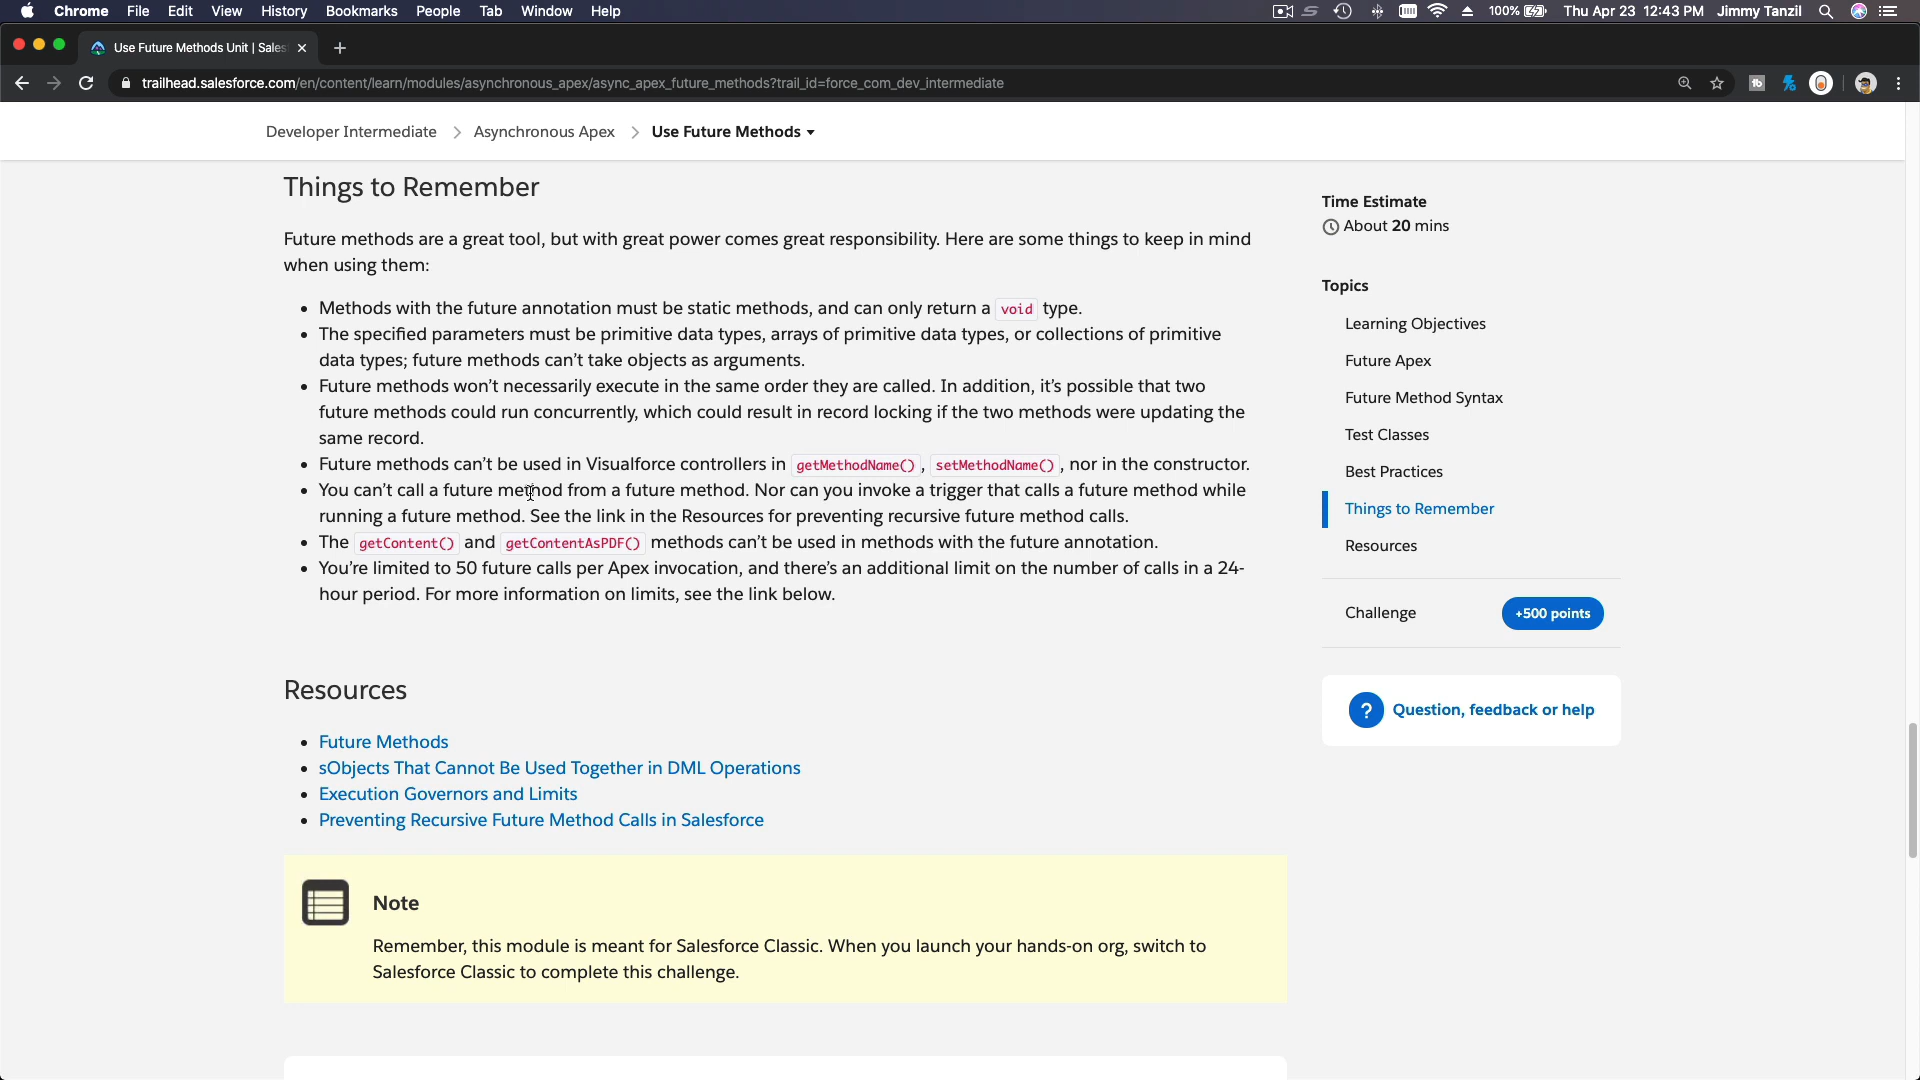 Chrome File Edit View History Bookmarks People Tab Window Help 100% Thu Apr 23 12:43 PM Jimmy Tanzil
Use Future Methods Unit | Sales
trailhead.salesforce.com/en/content/learn/modules/asynchronous_apex/async_apex_future_methods?trail_id=force_com_dev_intermediate
Developer Intermediate > Asynchronous Apex > Use Future Methods
Things to Remember
Future methods are a great tool, but with great power comes great responsibility. Here are some things to keep in mind
when using them:
• Methods with the future annotation must be static methods, and can only return a void type.
• The specified parameters must be primitive data types, arrays of primitive data types, or collections of primitive
data types; future methods can’t take objects as arguments.
• Future methods won’t necessarily execute in the same order they are called. In addition, it’s possible that two
future methods could run concurrently, which could result in record locking if the two methods were updating the
same record.
• Future methods can’t be used in Visualforce controllers in getMethodName(), setMethodName(), nor in the constructor.
• You can’t call a future method from a future method. Nor can you invoke a trigger that calls a future method while
running a future method. See the link in the Resources for preventing recursive future method calls.
• The getContent() and getContentAsPDF() methods can’t be used in methods with the future annotation.
• You’re limited to 50 future calls per Apex invocation, and there’s an additional limit on the number of calls in a 24-
hour period. For more information on limits, see the link below.
Resources
• Future Methods
• sObjects That Cannot Be Used Together in DML Operations
• Execution Governors and Limits
• Preventing Recursive Future Method Calls in Salesforce
Note
Remember, this module is meant for Salesforce Classic. When you launch your hands-on org, switch to
Salesforce Classic to complete this challenge.
Time Estimate
About 20 mins
Topics
Learning Objectives
Future Apex
Future Method Syntax
Test Classes
Best Practices
Things to Remember
Resources
Challenge +500 points
? Question, feedback or help